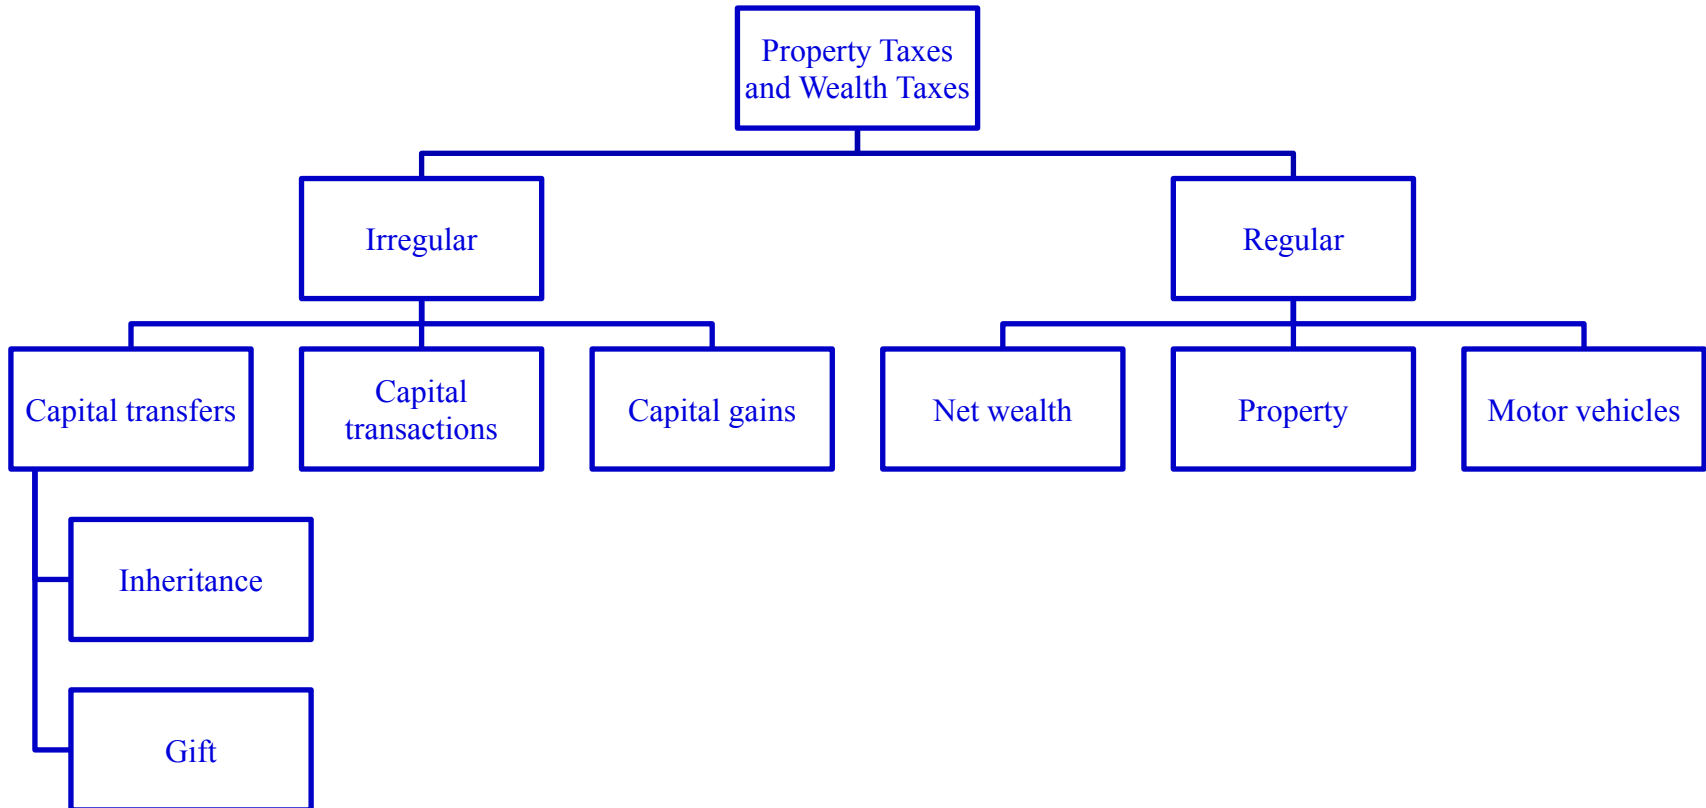 Property Taxes
and Wealth Taxes
Irregular
Regular
Capital transfers
Capital
transactions
Capital gains
Net wealth
Property
Motor vehicles
Inheritance
Gift